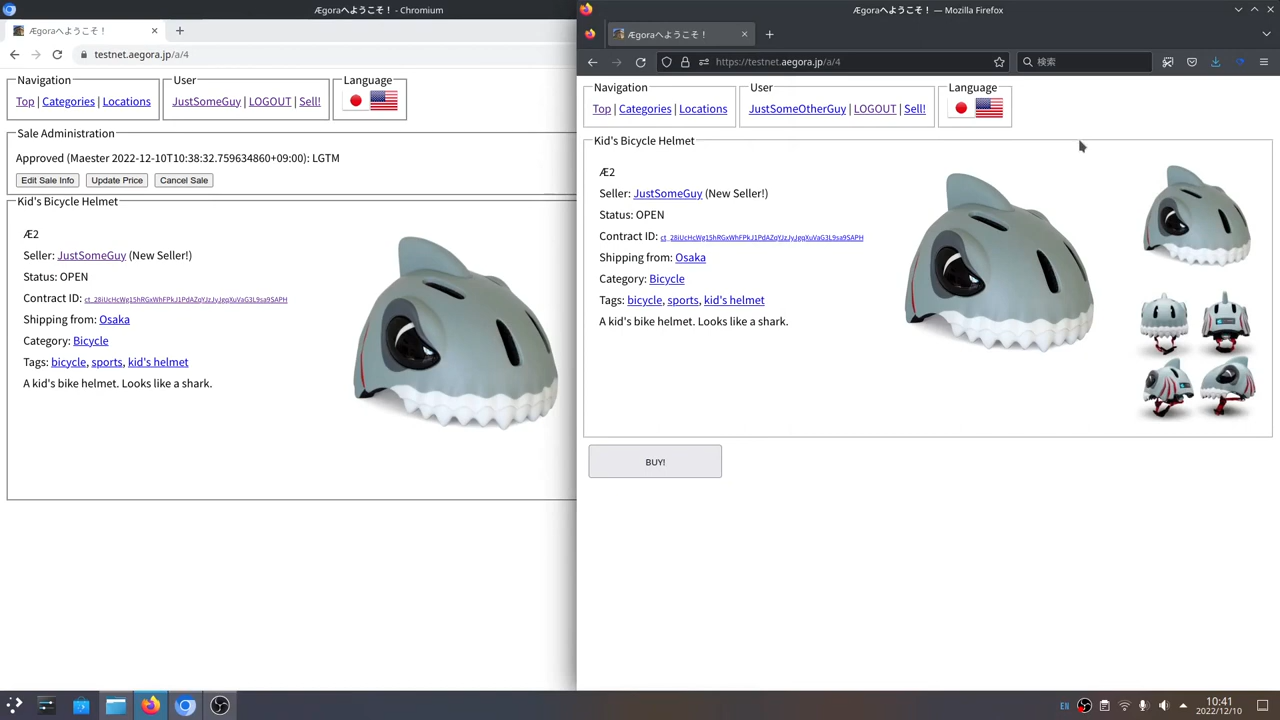 Ægoraへようこそ！ - Chromium
Ægoraへようこそ！
testnet.aegora.jp/a/4
Navigation
Top | Categories | Locations
User
JustSomeGuy | LOGOUT | Sell!
Language
Sale Administration
Approved (Maester 2022-12-10T10:38:32.759634860+09:00): LGTM
Edit Sale Info
Update Price
Cancel Sale
Kid's Bicycle Helmet
Æ2
Seller: JustSomeGuy (New Seller!)
Status: OPEN
Contract ID: ct_28iUcHcWg1ShRGxWhFPkJ1PdAZqYJzJyJgqXuVaG3L9sa9SAPH
Shipping from: Osaka
Category: Bicycle
Tags: bicycle, sports, kid's helmet
A kid's bike helmet. Looks like a shark.
Ægoraへようこそ！ — Mozilla Firefox
Ægoraへようこそ！
https://testnet.aegora.jp/a/4
検索
Navigation
Top | Categories | Locations
User
JustSomeOtherGuy | LOGOUT | Sell!
Language
Kid's Bicycle Helmet
Æ2
Seller: JustSomeGuy (New Seller!)
Status: OPEN
Contract ID: ct_28iUcHcWg1ShRGxWhFPkJ1PdAZqYJzJyJgqXuVaG3L9sa9SAPH
Shipping from: Osaka
Category: Bicycle
Tags: bicycle, sports, kid's helmet
A kid's bike helmet. Looks like a shark.
BUY!
EN
10:41
2022/12/10